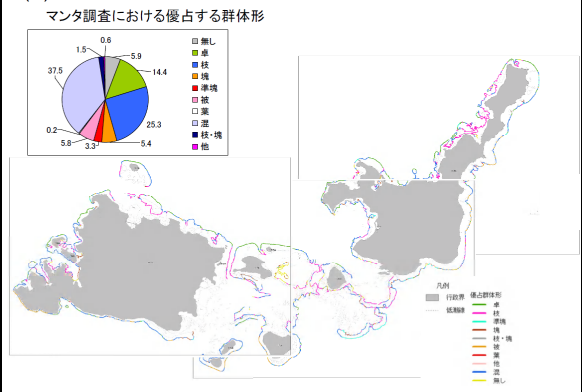 マンタ調査における優占する群体形
0.6
1.5
5.9
14.4
37.5
25.3
0.2
5.8
3.3
5.4
無し
卓
枝
塊
準塊
被
葉
混
枝・塊
他
凡例
行政界
低潮線
優占群体形
卓
枝
準塊
塊
枝・塊
被
葉
他
混
無し